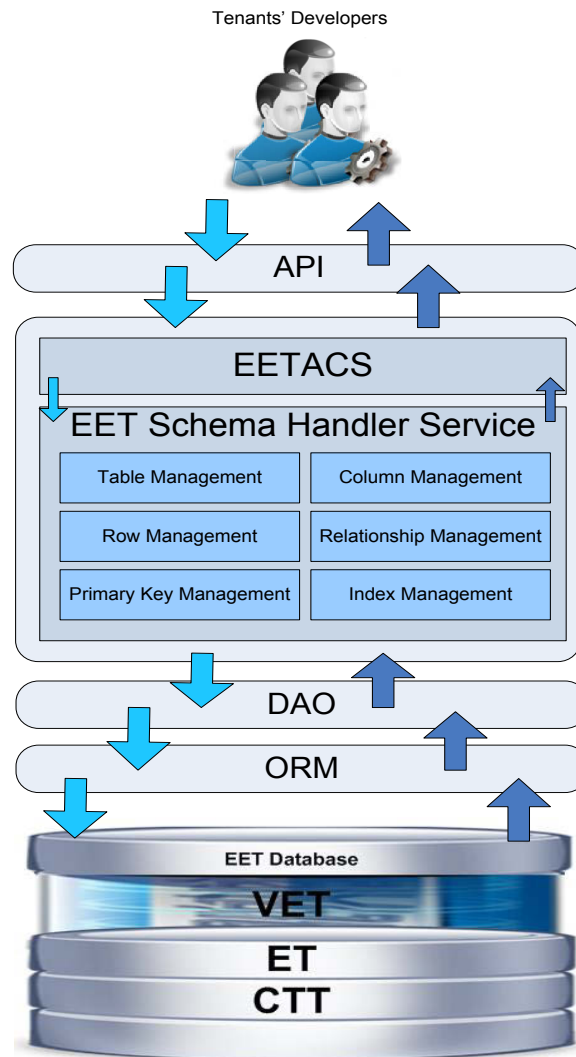 Tenants' Developers
API
EETACS
EET Schema Handler Service
Table Management
Column Management
Row Management
Relationship Management
Primary Key Management
Index Management
DAO
ORM
EET Database
VET
ET
CTT